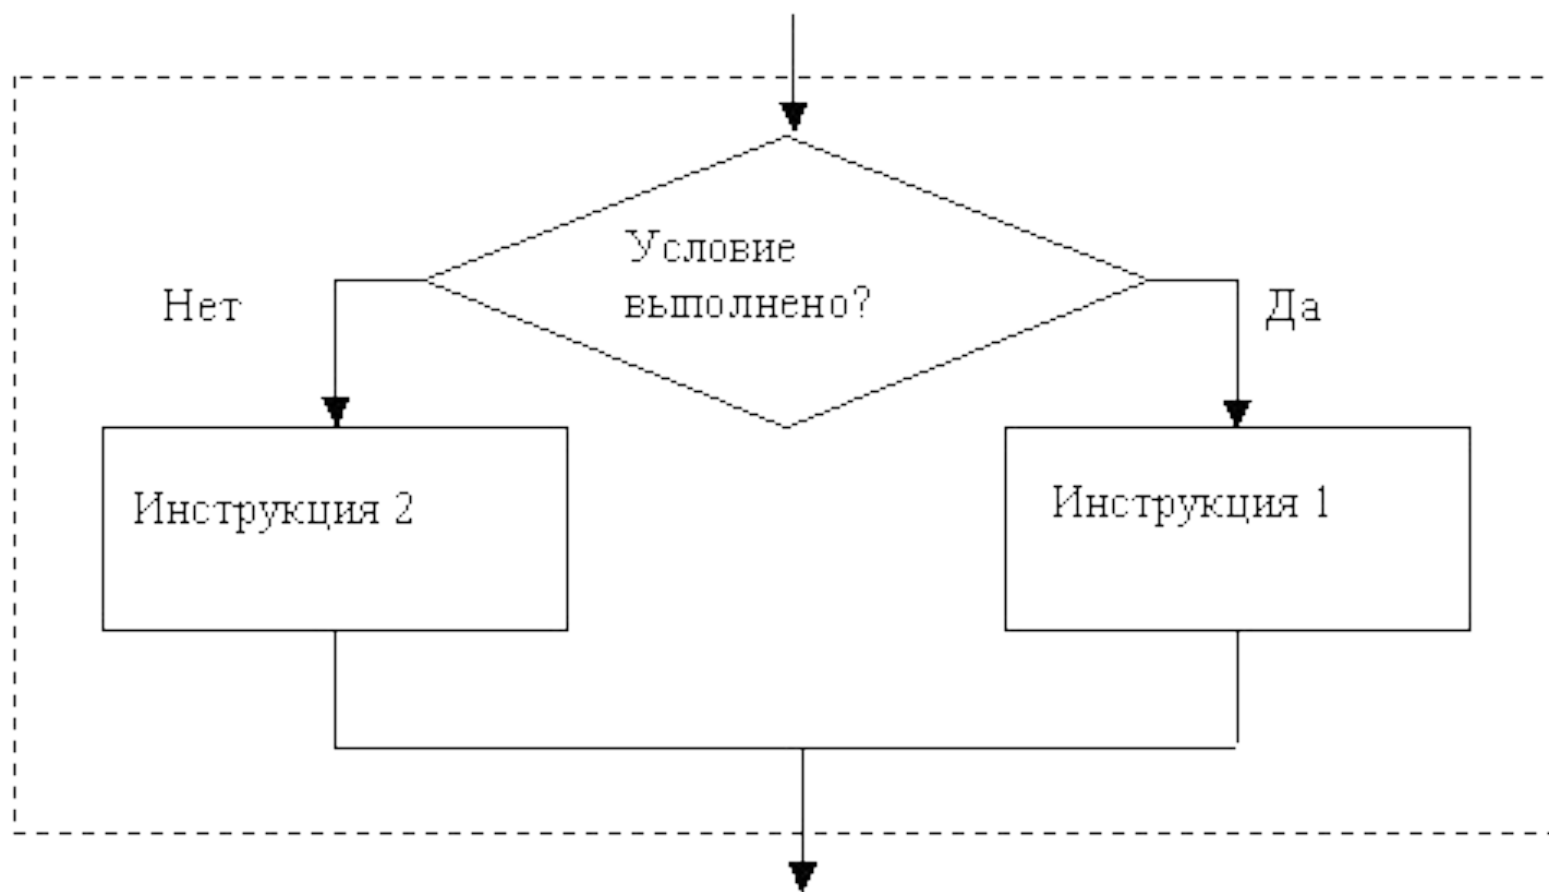 Условие
выполнено?
Нет
Да
Инструкция 2
Инструкция 1